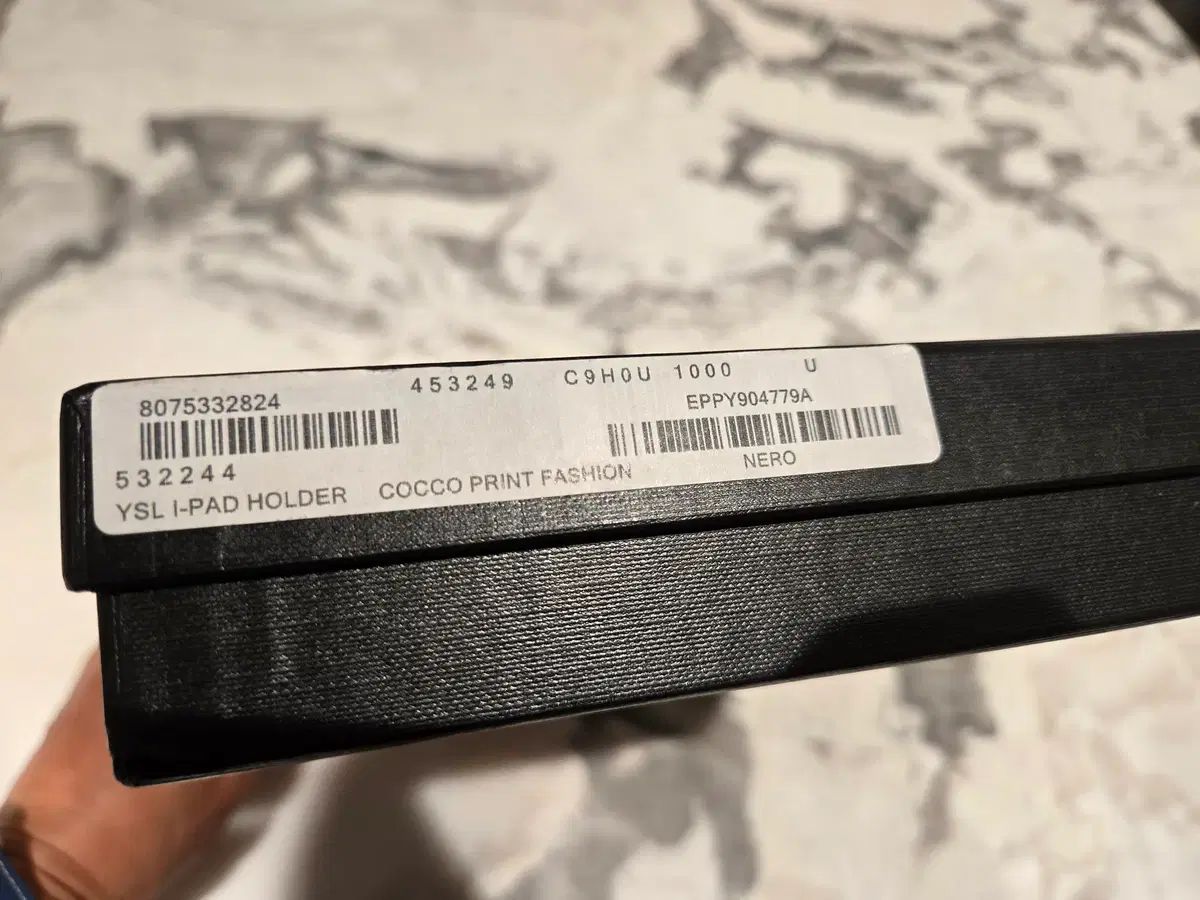 453249 C9H0U 1000 U
8075332824 EPPY904779A
532244
YSL I-PAD HOLDER COCCO PRINT FASHION NERO